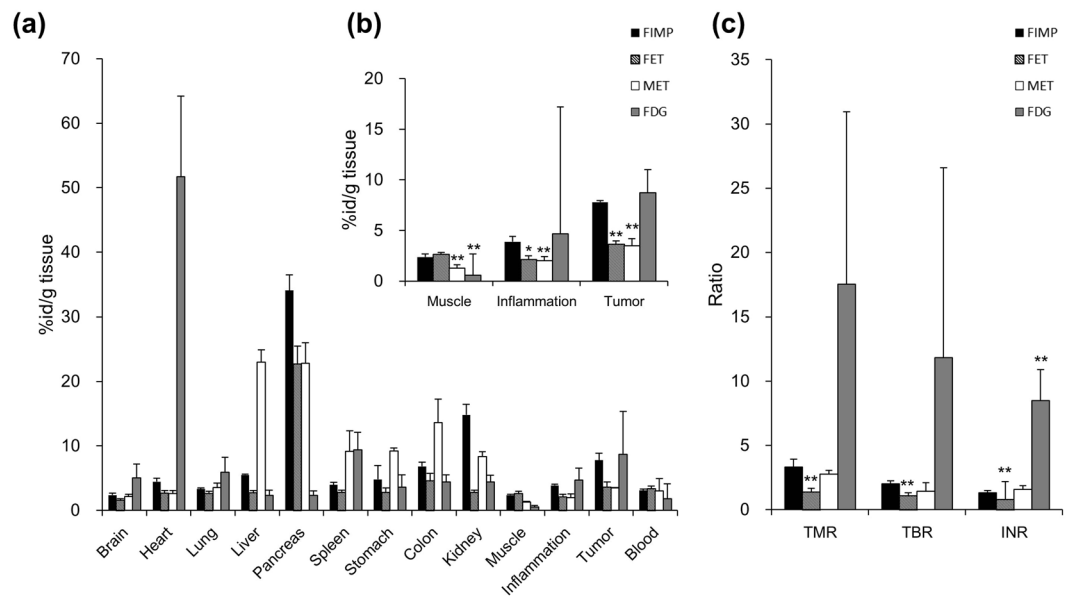 (a)
%id/g tissue
70
60
50
40
30
20
10
0
Brain
Heart
Lung
Liver
Pancreas
Spleen
Stomach
Colon
Kidney
Muscle
Inflammation
Tumor
Blood
(b)
FIMP
FET
MET
FDG
%id/g tissue
20
15
10
5
0
** ** * ** ** **
Muscle Inflammation Tumor
(c)
FIMP
FET
MET
FDG
Ratio
35
30
25
20
15
10
5
0
** ** ** **
TMR TBR INR